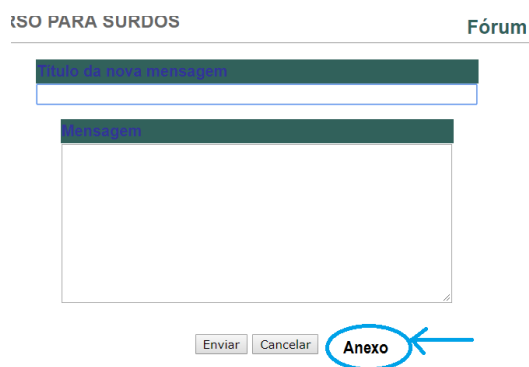 RSO PARA SURDOS
Fórum
Título da nova mensagem
Mensagem
Enviar Cancelar Anexo